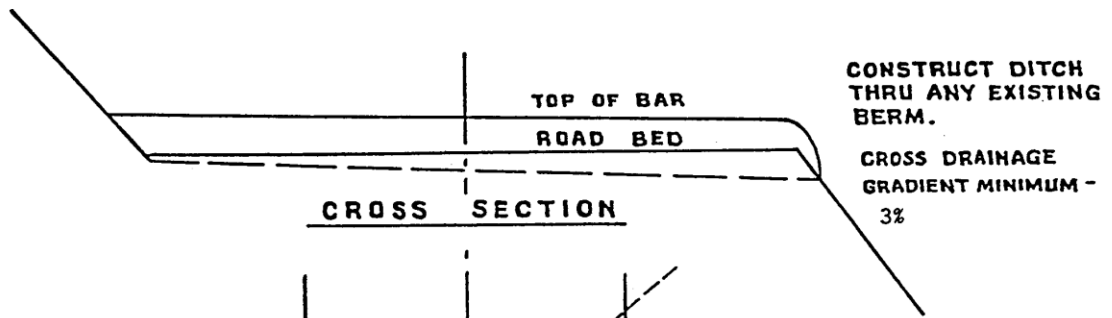 TOP OF BAR
ROAD BED
CROSS SECTION
CONSTRUCT DITCH
THRU ANY EXISTING
BERM.
CROSS DRAINAGE
GRADIENT MINIMUM -
3%